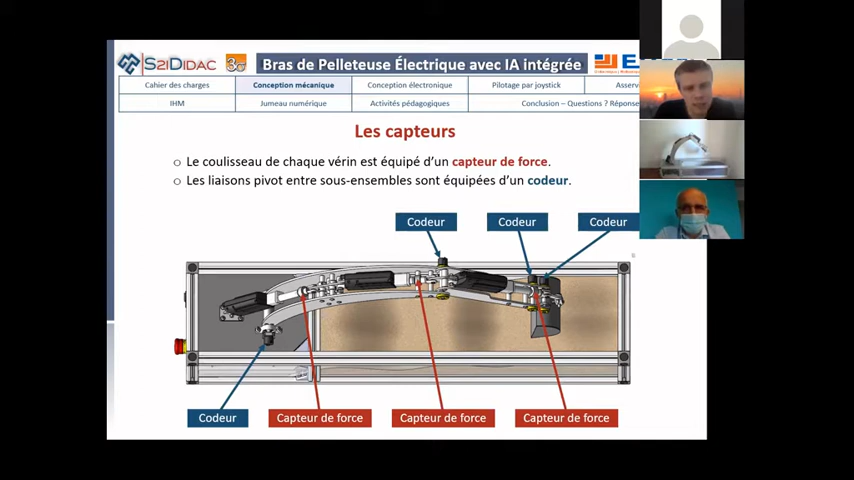 S2IDIDAC
Bras de Pelleteuse Électrique avec IA intégrée
Cahier des charges
Conception mécanique
Conception électronique
Pilotage par joystick
IHM
Jumeau numérique
Activités pédagogiques
Conclusion – Questions ? Réponse
Les capteurs
○ Le coulisseau de chaque vérin est équipé d'un capteur de force.
○ Les liaisons pivot entre sous-ensembles sont équipées d'un codeur.
Codeur
Codeur
Codeur
Codeur
Capteur de force
Capteur de force
Capteur de force